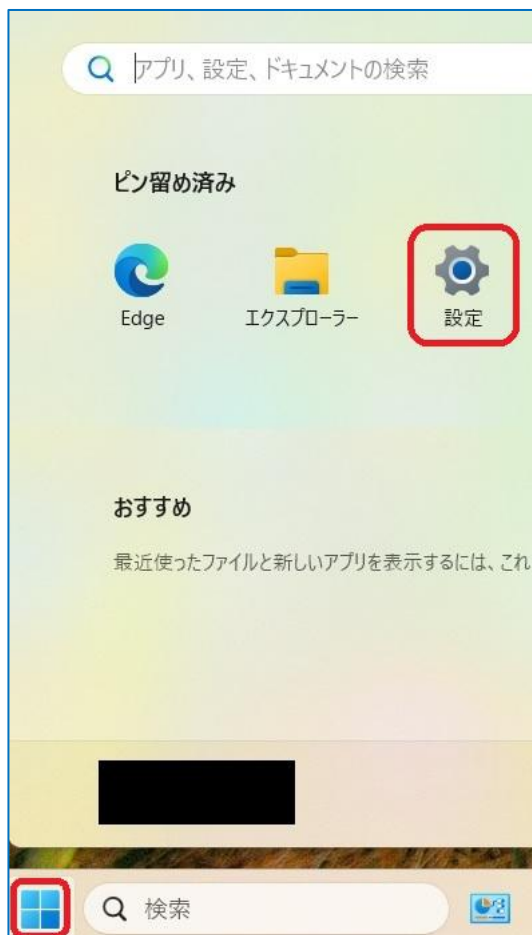 アプリ、設定、ドキュメントの検索
ピン留め済み
Edge
エクスプローラー
設定
おすすめ
最近使ったファイルと新しいアプリを表示するには、これ
検索